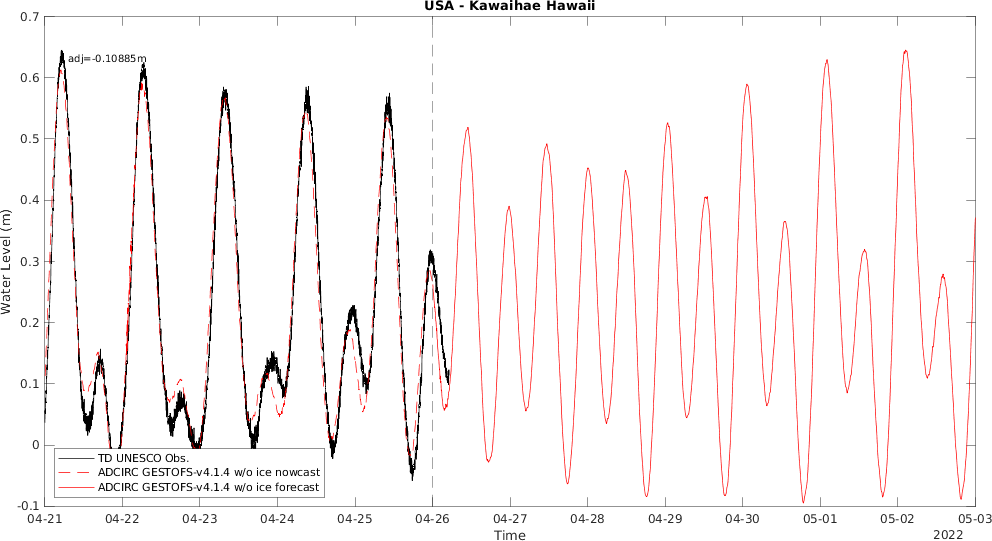 USA - Kawaihae Hawaii
0.7
adj=-0.10885m
0.6
0.5
0.4
0.3
0.2
0.1
0
-0.1
Water Level (m)
TD UNESCO Obs.
ADCIRC GESTOFS-v4.1.4 w/o ice nowcast
ADCIRC GESTOFS-v4.1.4 w/o ice forecast
04-21 04-22 04-23 04-24 04-25 04-26 04-27 04-28 04-29 04-30 05-01 05-02 05-03
Time
2022